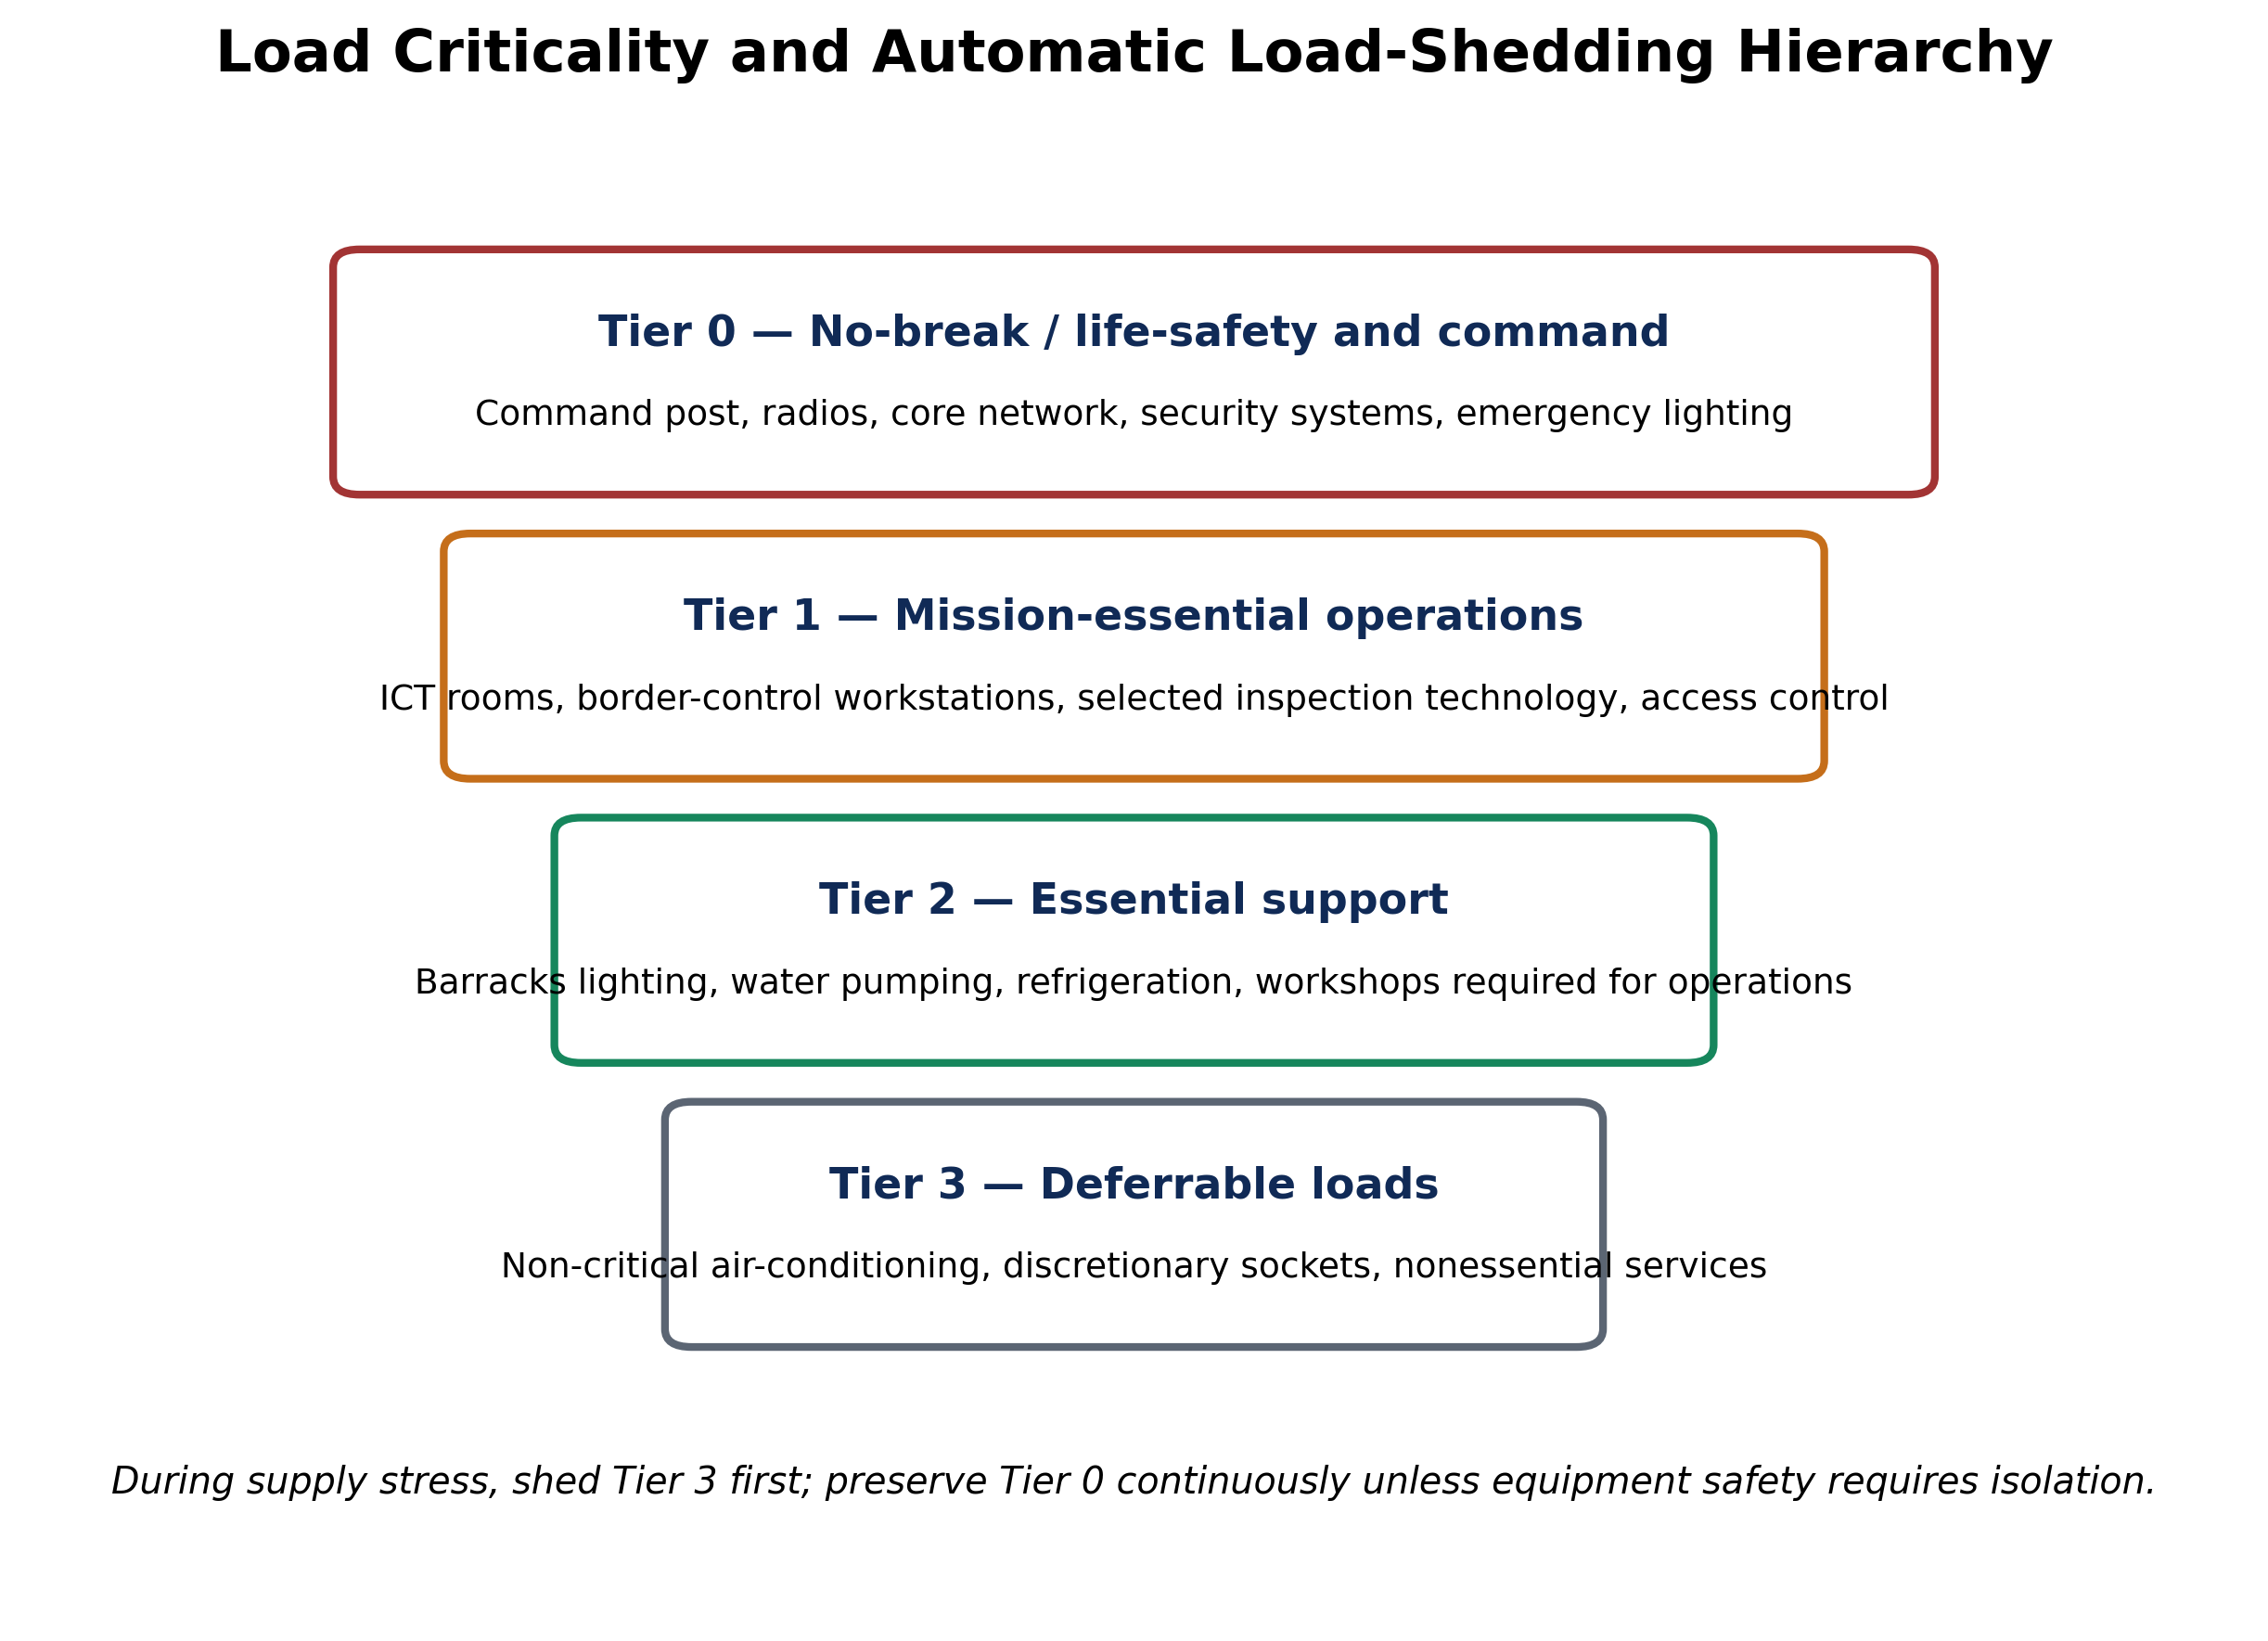 Load Criticality and Automatic Load-Shedding Hierarchy
Tier 0 — No-break / life-safety and command
Command post, radios, core network, security systems, emergency lighting
Tier 1 — Mission-essential operations
ICT rooms, border-control workstations, selected inspection technology, access control
Tier 2 — Essential support
Barracks lighting, water pumping, refrigeration, workshops required for operations
Tier 3 — Deferrable loads
Non-critical air-conditioning, discretionary sockets, nonessential services
During supply stress, shed Tier 3 first; preserve Tier 0 continuously unless equipment safety requires isolation.